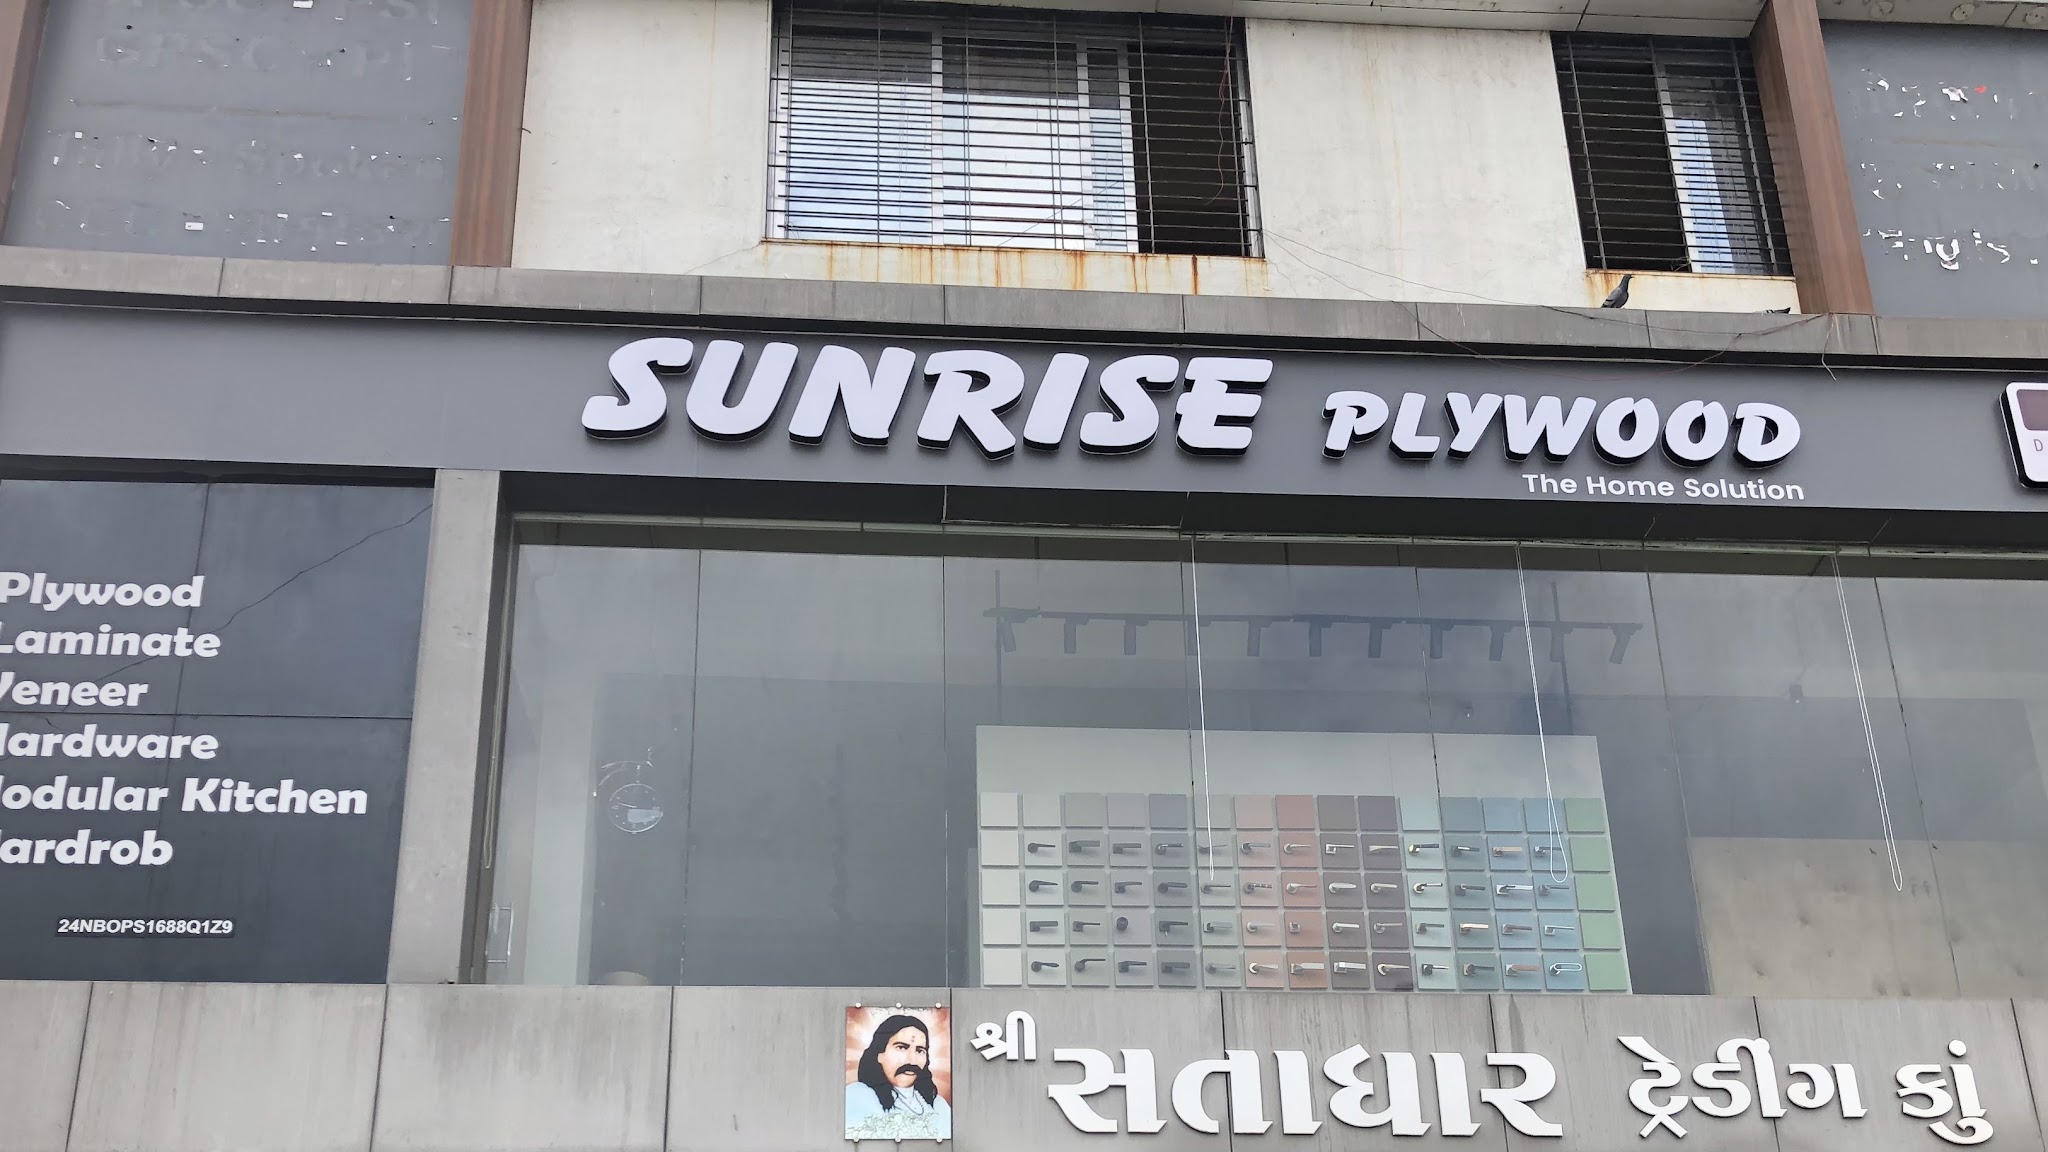 SUNRISE PLYWOOD
The Home Solution
Plywood
Laminate
Veneer
Hardware
Modular Kitchen
Wardrob
24NBOPS1688Q1Z9
શ્રી સતાધાર ટ્રેડીંગ કાું